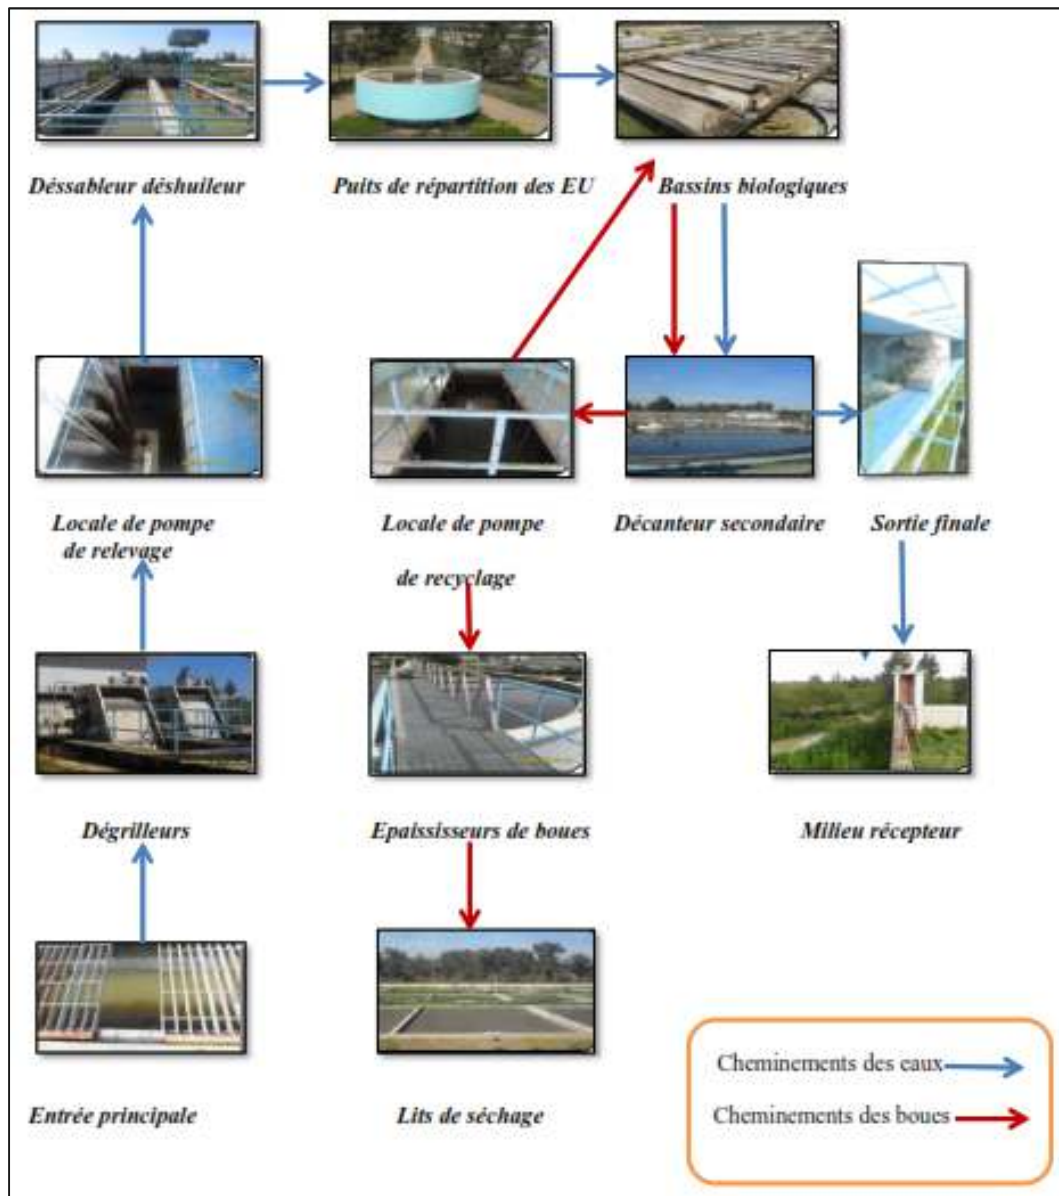 Déssableur déshuileur
Puits de répartition des EU
Bassins biologiques
Locale de pompe
de relevage
Locale de pompe
de recyclage
Décanteur secondaire
Sortie finale
Dégrilleurs
Epaississeurs de boues
Milieu récepteur
Entrée principale
Lits de séchage
Cheminements des eaux
Cheminements des boues